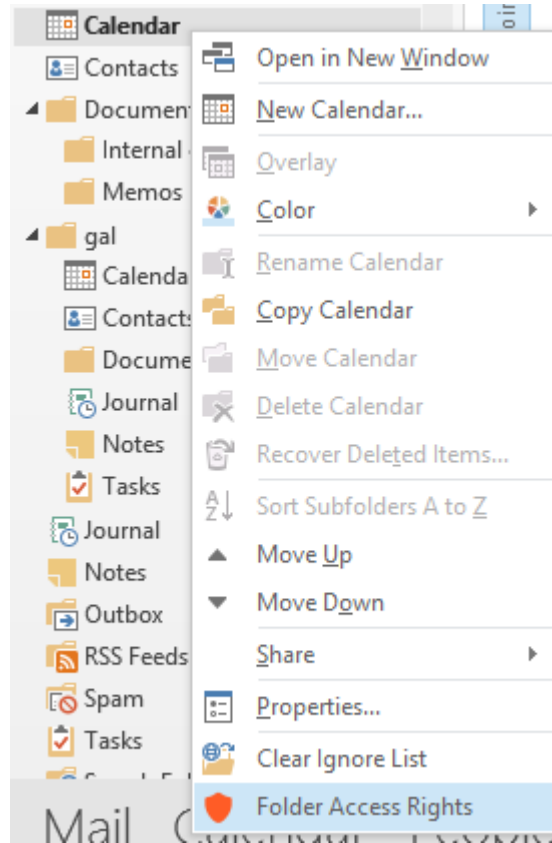 Calendar
Contacts
Documen
Internal
Memos
gal
Calenda
Contacts
Docume
Journal
Notes
Tasks
Journal
Notes
Outbox
RSS Feeds
Spam
Tasks
Mail
Open in New Window
New Calendar...
Overlay
Color
Rename Calendar
Copy Calendar
Move Calendar
Delete Calendar
Recover Deleted Items...
Sort Subfolders A to Z
Move Up
Move Down
Share
Properties...
Clear Ignore List
Folder Access Rights